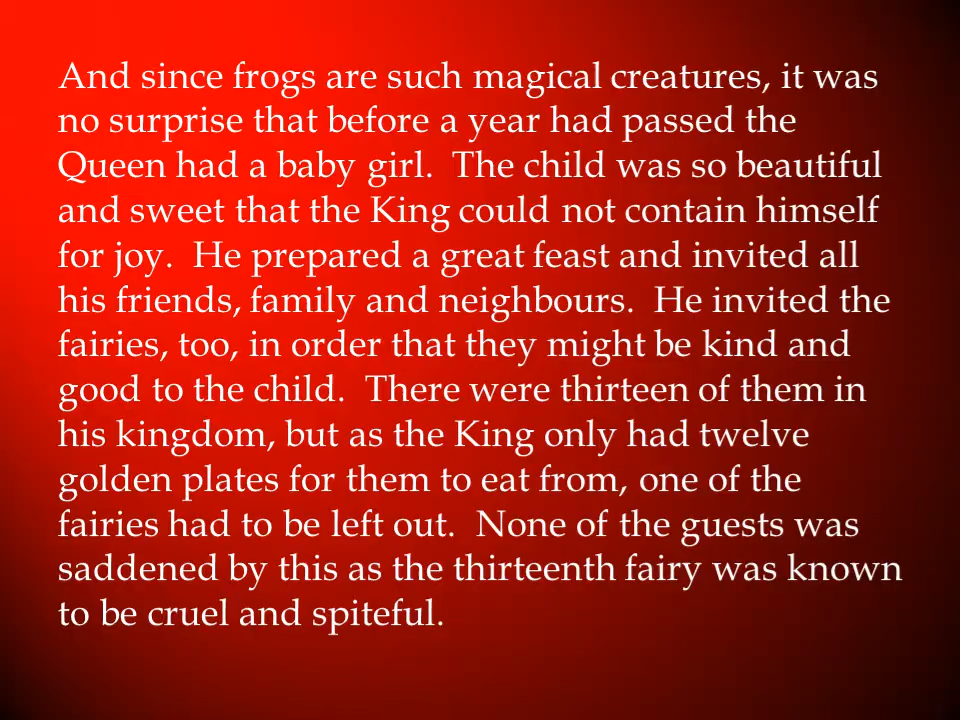 And since frogs are such magical creatures, it was
no surprise that before a year had passed the
Queen had a baby girl.  The child was so beautiful
and sweet that the King could not contain himself
for joy.  He prepared a great feast and invited all
his friends, family and neighbours.  He invited the
fairies, too, in order that they might be kind and
good to the child.  There were thirteen of them in
his kingdom, but as the King only had twelve
golden plates for them to eat from, one of the
fairies had to be left out.  None of the guests was
saddened by this as the thirteenth fairy was known
to be cruel and spiteful.